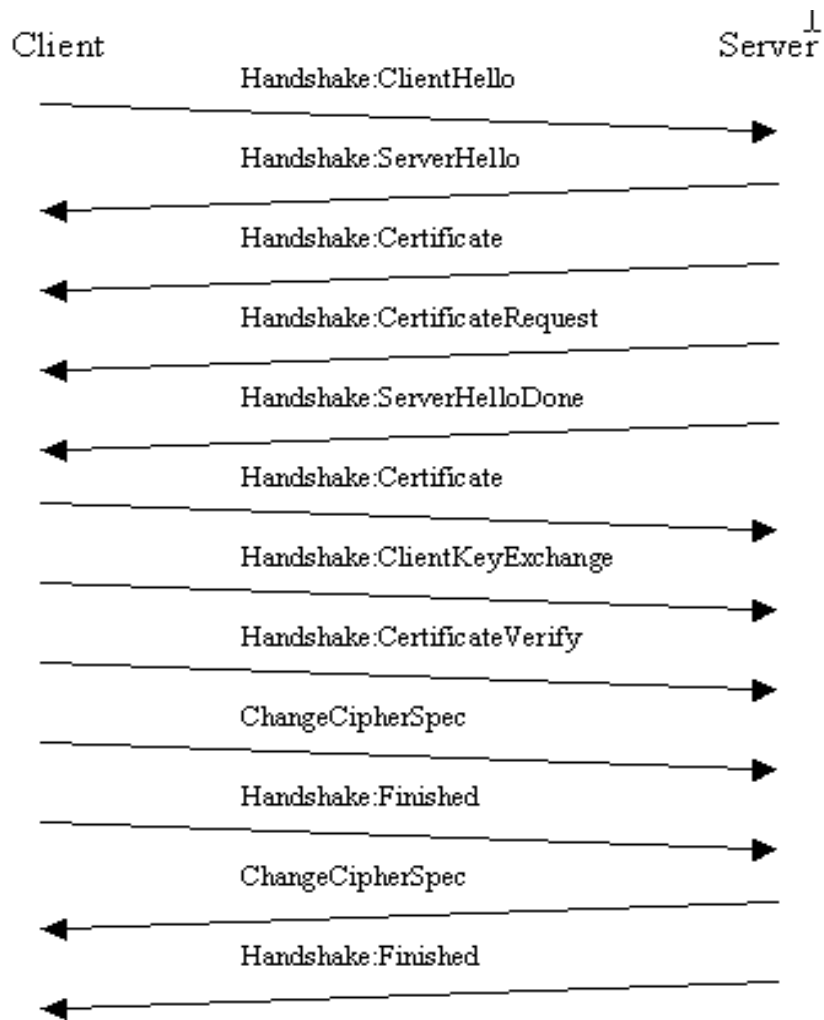 Client
Server
Handshake:ClientHello
Handshake:ServerHello
Handshake:Certificate
Handshake:CertificateRequest
Handshake:ServerHelloDone
Handshake:Certificate
Handshake:ClientKeyExchange
Handshake:CertificateVerify
ChangeCipherSpec
Handshake:Finished
ChangeCipherSpec
Handshake:Finished